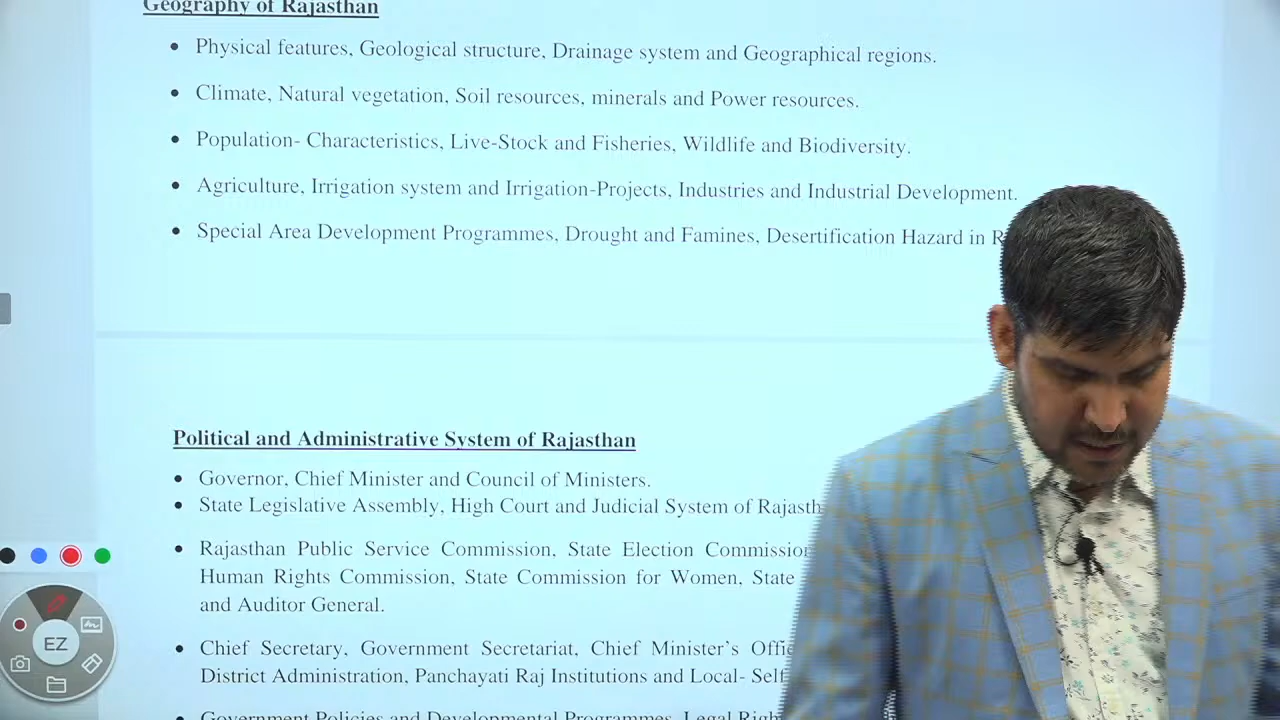 Geography of Rajasthan
• Physical features, Geological structure, Drainage system and Geographical regions.
• Climate, Natural vegetation, Soil resources, minerals and Power resources.
• Population- Characteristics, Live-Stock and Fisheries, Wildlife and Biodiversity.
• Agriculture, Irrigation system and Irrigation-Projects, Industries and Industrial Development.
• Special Area Development Programmes, Drought and Famines, Desertification Hazard in R
Political and Administrative System of Rajasthan
• Governor, Chief Minister and Council of Ministers.
• State Legislative Assembly, High Court and Judicial System of Rajasth
• Rajasthan Public Service Commission, State Election Commissio
Human Rights Commission, State Commission for Women, State
and Auditor General.
• Chief Secretary, Government Secretariat, Chief Minister's Offi
District Administration, Panchayati Raj Institutions and Local- Self
• Government Policies and Developmental Programmes, Legal Righ
EZ